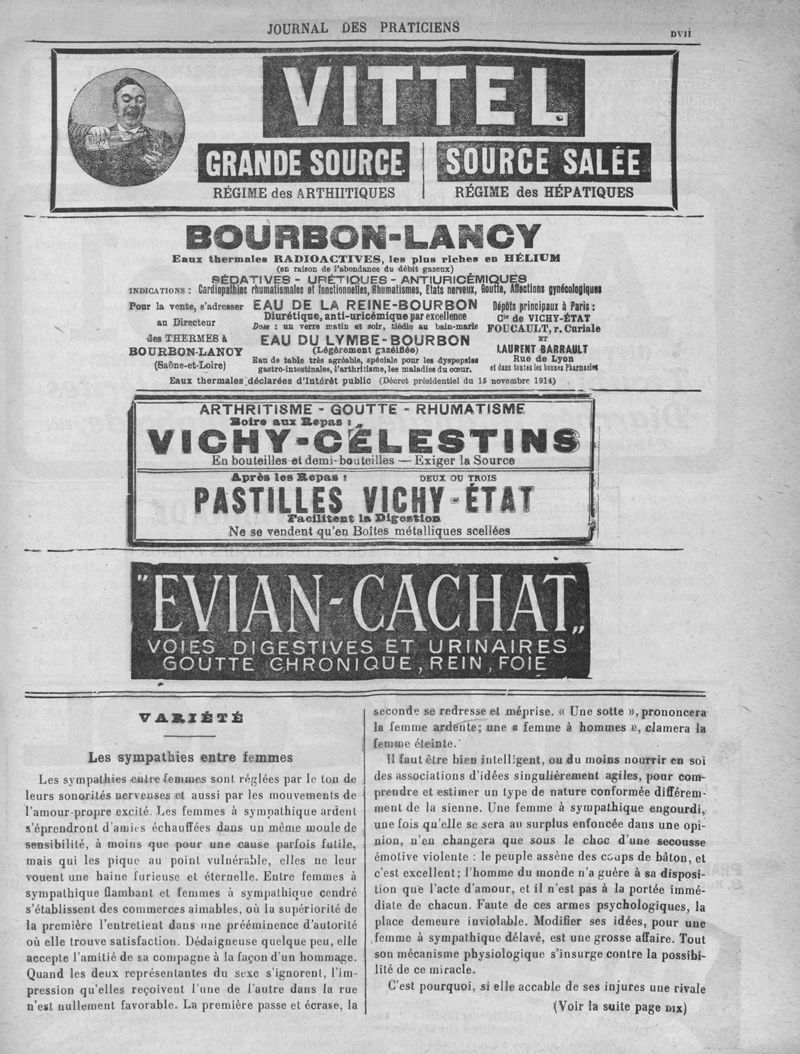 JOURNAL DES PRATICIENS
DVII
VITTEL
GRANDE SOURCE
RÉGIME des ARTHIITIQUES
SOURCE SALÉE
RÉGIME des HÉPATIQUES
BOURBON-LANCY
Eaux thermales RADIOACTIVES, les plus riches en HÉLIUM
(en raison de l'abondance du débit gazeux)
SÉDATIVES - URÉTIQUES - ANTIURICÉMIQUES
INDICATIONS : Cardiopathies rhumatismales et fonctionnelles, Rhumatismes, Etats nerveux, Goutte, Affections gynécologiques
Pour la vente, s'adresser
au Directeur
des THERMES à
BOURBON-LANCY
(Saône-et-Loire)
EAU DE LA REINE-BOURBON
Diurétique, anti-uricémique par excellence
Dose : un verre matin et soir, tiédie au bain-marie
EAU DU LYMBE-BOURBON
(Légèrement gazéifiée)
Eau de table très agréable, spéciale pour les dyspepsies
gastro-intestinales, l'arthritisme, les maladies du cœur.
Dépôts principaux à Paris :
Cie de VICHY-ÉTAT
FOUCAULT, r. Curiale
ET
LAURENT BARRAULT
Rue de Lyon
et dans toutes les bonnes Pharmacies
Eaux thermales déclarées d'Intérêt public (Décret présidentiel du 15 novembre 1914)
ARTHRITISME - GOUTTE - RHUMATISME
Boire aux Repas :
VICHY-CÉLESTINS
En bouteilles et demi-bouteilles — Exiger la Source
Après les Repas :
DEUX OU TROIS
PASTILLES VICHY-ÉTAT
Facilitent la Digestion
Ne se vendent qu'en Boîtes métalliques scellées
"EVIAN-CACHAT„
VOIES DIGESTIVES ET URINAIRES
GOUTTE CHRONIQUE, REIN, FOIE
VARIÉTÉ
Les sympathies entre femmes
Les sympathies entre femmes sont réglées par le ton de
leurs sonorités nerveuses et aussi par les mouvements de
l'amour-propre excité. Les femmes à sympathique ardent
s'éprendront d'amies échauffées dans un même moule de
sensibilité, à moins que pour une cause parfois futile,
mais qui les pique au point vulnérable, elles ne leur
vouent une haine furieuse et éternelle. Entre femmes à
sympathique flambant et femmes à sympathique cendré
s'établissent des commerces aimables, où la supériorité de
la première l'entretient dans une prééminence d'autorité
où elle trouve satisfaction. Dédaigneuse quelque peu, elle
accepte l'amitié de sa compagne à la façon d'un hommage.
Quand les deux représentantes du sexe s'ignorent, l'im-
pression qu'elles reçoivent l'une de l'autre dans la rue
n'est nullement favorable. La première passe et écrase, la
seconde se redresse et méprise. « Une sotte », prononcera
la femme ardente; une « femme à hommes », clamera la
femme éteinte.
Il faut être bien intelligent, ou du moins nourrir en soi
des associations d'idées singulièrement agiles, pour com-
prendre et estimer un type de nature conformée différem-
ment de la sienne. Une femme à sympathique engourdi,
une fois qu'elle se sera au surplus enfoncée dans une opi-
nion, n'en changera que sous le choc d'une secousse
émotive violente : le peuple assène des coups de bâton, et
c'est excellent; l'homme du monde n'a guère à sa disposi-
tion que l'acte d'amour, et il n'est pas à la portée immé-
diate de chacun. Faute de ces armes psychologiques, la
place demeure inviolable. Modifier ses idées, pour une
femme à sympathique délavé, est une grosse affaire. Tout
son mécanisme physiologique s'insurge contre la possibi-
lité de ce miracle.
C'est pourquoi, si elle accable de ses injures une rivale
(Voir la suite page DIX)